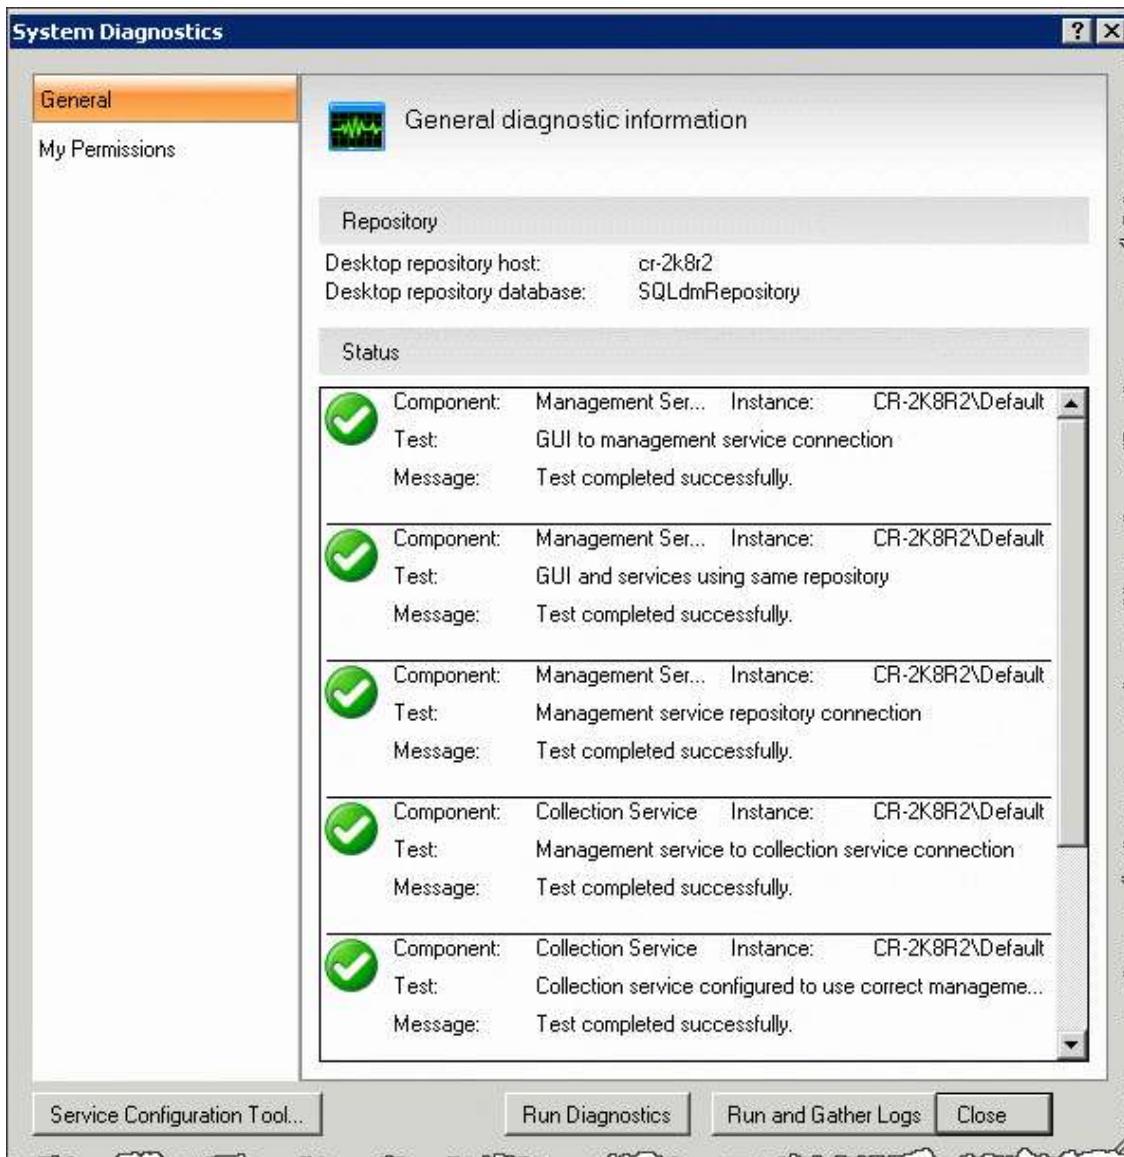 System Diagnostics
General
My Permissions
General diagnostic information
Repository
Desktop repository host: cr-2k8r2
Desktop repository database: SQLdmRepository
Status
Component: Management Ser... Instance: CR-2K8R2\Default
Test: GUI to management service connection
Message: Test completed successfully.
Component: Management Ser... Instance: CR-2K8R2\Default
Test: GUI and services using same repository
Message: Test completed successfully.
Component: Management Ser... Instance: CR-2K8R2\Default
Test: Management service repository connection
Message: Test completed successfully.
Component: Collection Service Instance: CR-2K8R2\Default
Test: Management service to collection service connection
Message: Test completed successfully.
Component: Collection Service Instance: CR-2K8R2\Default
Test: Collection service configured to use correct manageme...
Message: Test completed successfully.
Service Configuration Tool... Run Diagnostics Run and Gather Logs Close